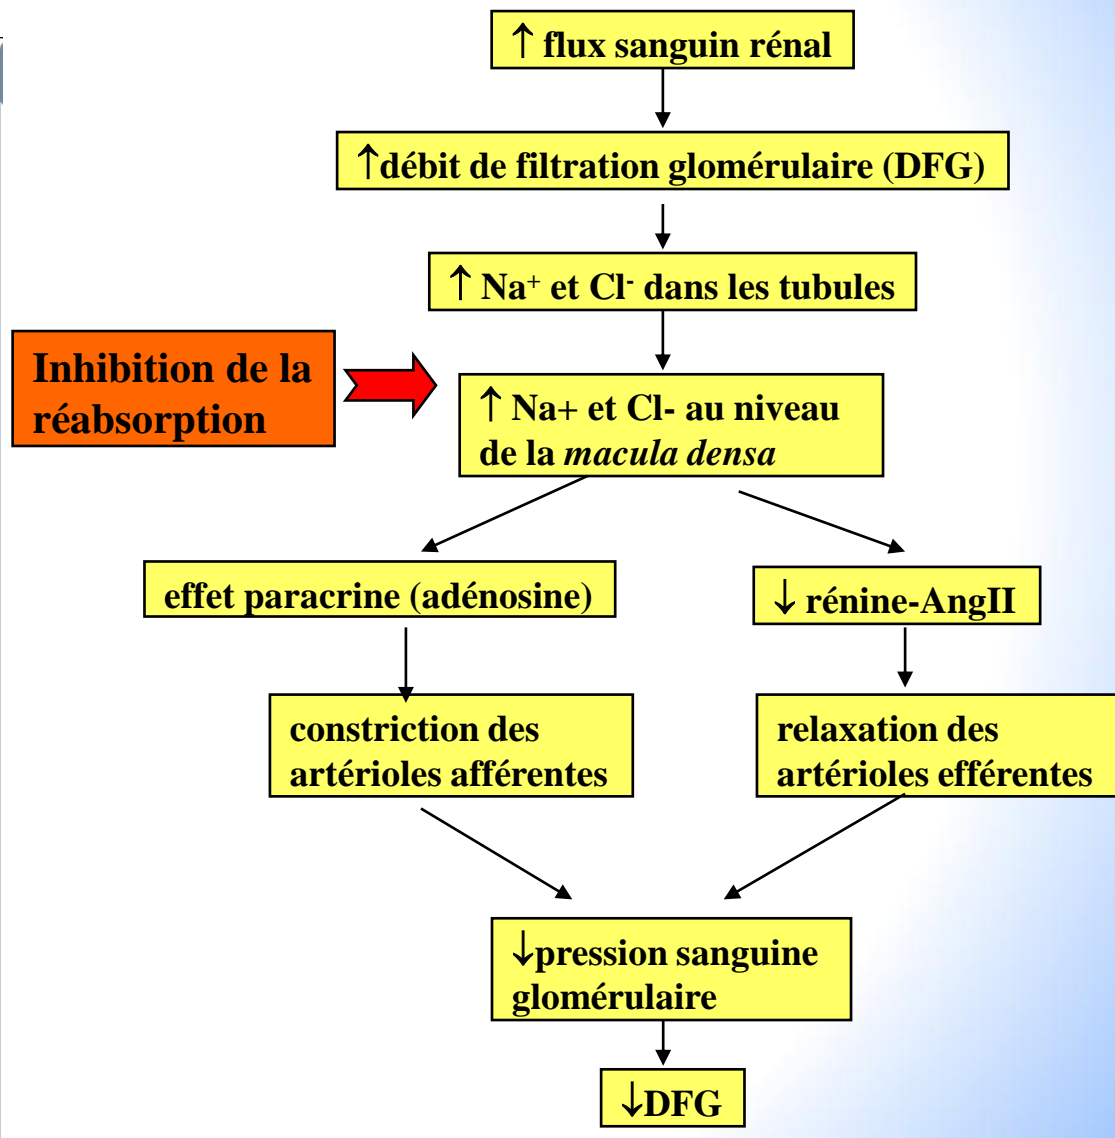 ↑ flux sanguin rénal
↑débit de filtration glomérulaire (DFG)
↑ Na⁺ et Cl⁻ dans les tubules
Inhibition de la
réabsorption
↑ Na+ et Cl- au niveau
de la macula densa
effet paracrine (adénosine)
↓ rénine-AngII
constriction des
artérioles afférentes
relaxation des
artérioles efférentes
↓pression sanguine
glomérulaire
↓DFG